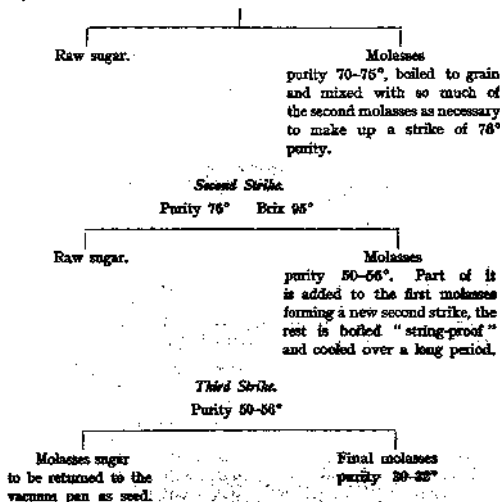 Raw sugar.
Molasses
purity 70-75°, boiled to grain
and mixed with so much of
the second molasses as necessary
to make up a strike of 76°
purity.
Second Strike.
Purity 76° Brix 95°
Raw sugar.
Molasses
purity 50-56°. Part of it
is added to the first molasses
forming a new second strike, the
rest is boiled "string-proof"
and cooled over a long period.
Third Strike.
Purity 50-56°
Molasses sugar
to be returned to the
vacuum pan as seed.
Final molasses
purity 30-32°